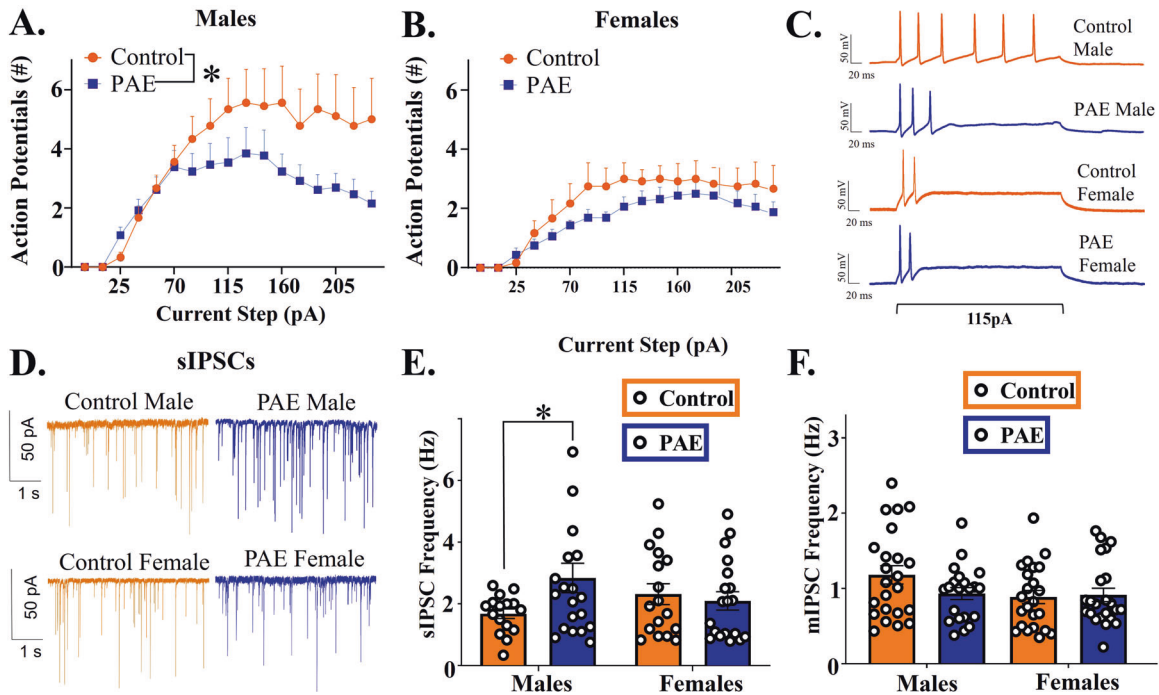 A.
Males
Control
PAE
*
Action Potentials (#)
6
4
2
0
25
70
115
160
205
Current Step (pA)
B.
Females
Control
PAE
Action Potentials (#)
6
4
2
0
25
70
115
160
205
Current Step (pA)
C.
50 mV
20 ms
Control
Male
50 mV
20 ms
PAE Male
50 mV
20 ms
Control
Female
50 mV
20 ms
PAE
Female
115pA
D.
sIPSCs
Control Male
PAE Male
50 pA
1 s
Control Female
PAE Female
50 pA
1 s
E.
Control
PAE
*
sIPSC Frequency (Hz)
6
4
2
0
Males
Females
F.
Control
PAE
mIPSC Frequency (Hz)
3
2
1
0
Males
Females